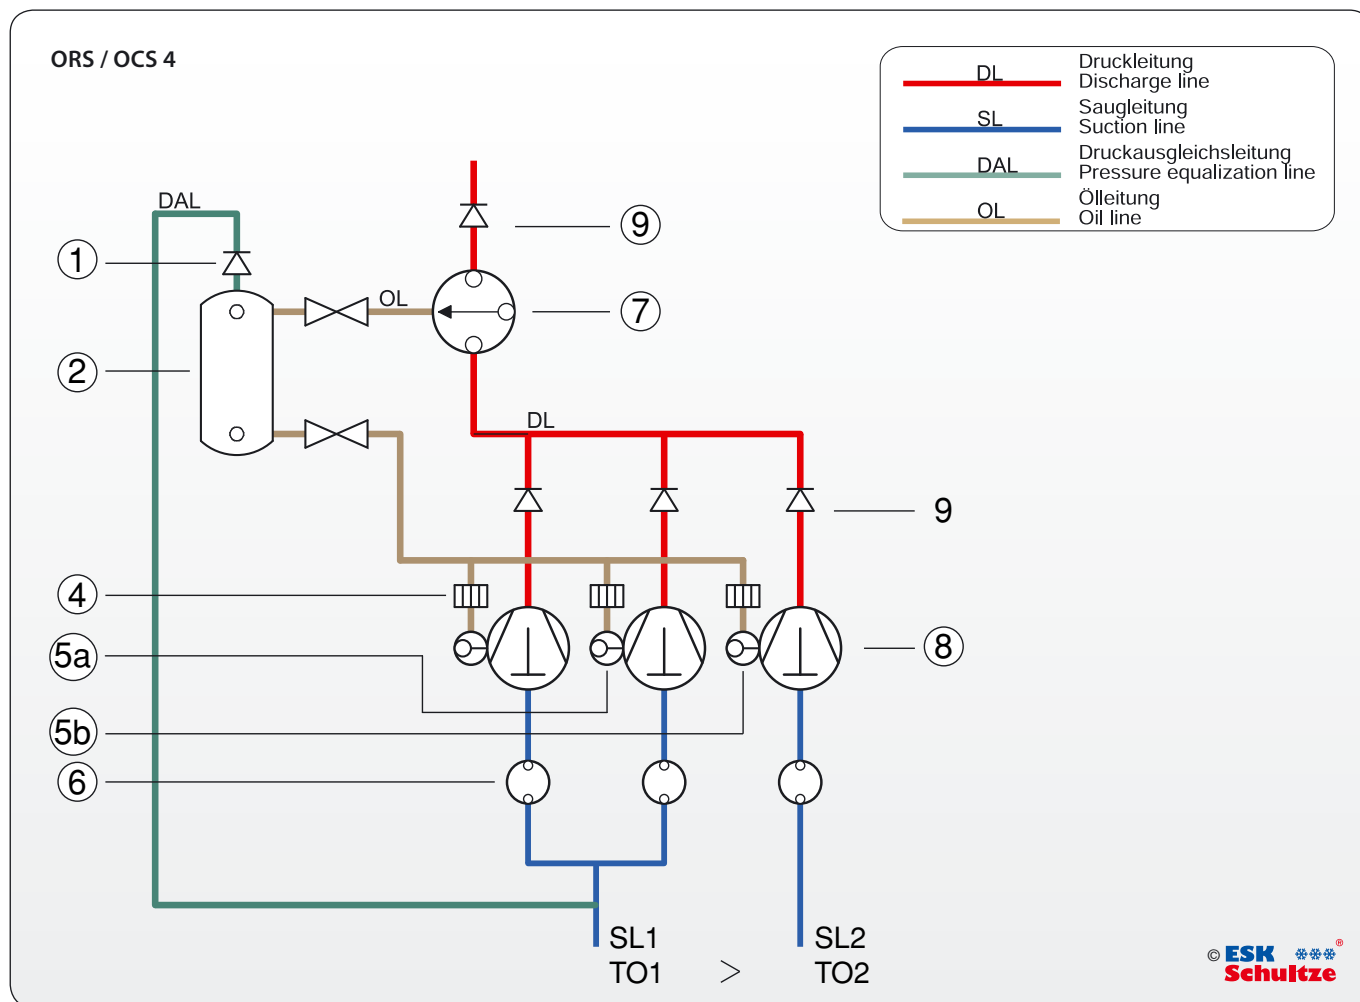 ORS / OCS 4
DL
Druckleitung
Discharge line
SL
Saugleitung
Suction line
DAL
Druckausgleichsleitung
Pressure equalization line
OL
Ölleitung
Oil line
DAL
9
1
OL
7
2
DL
9
4
8
5a
5b
6
SL1
SL2
TO1 > TO2
© ESK ®
Schultze